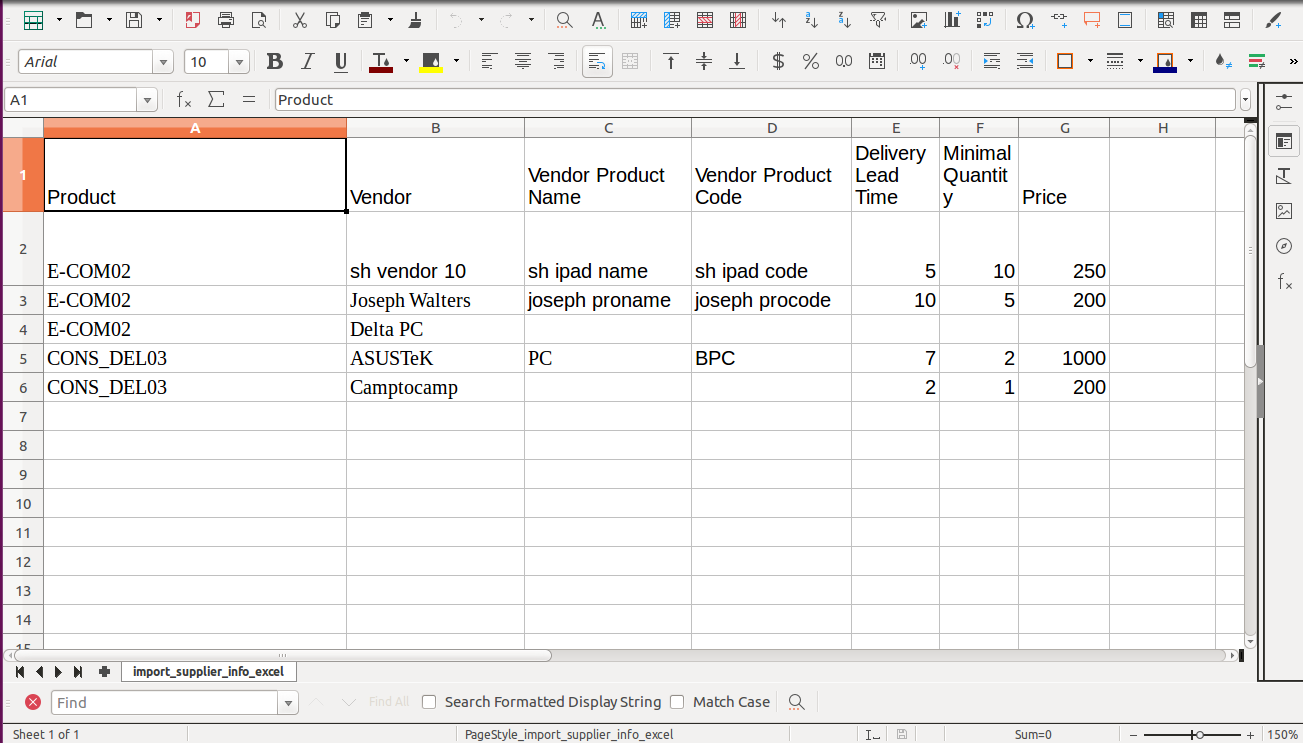 Arial 10
A1 Product
A B C D E F G H
1 Product Vendor Vendor Product Name Vendor Product Code Delivery Lead Time Minimal Quantity Price
2 E-COM02 sh vendor 10 sh ipad name sh ipad code 5 10 250
3 E-COM02 Joseph Walters joseph proname joseph procode 10 5 200
4 E-COM02 Delta PC
5 CONS_DEL03 ASUSTeK PC BPC 7 2 1000
6 CONS_DEL03 Camptocamp 2 1 200
7
8
9
10
11
12
13
14
15
import_supplier_info_excel
Find Find All Search Formatted Display String Match Case
Sheet 1 of 1 PageStyle_import_supplier_info_excel Sum=0 150%